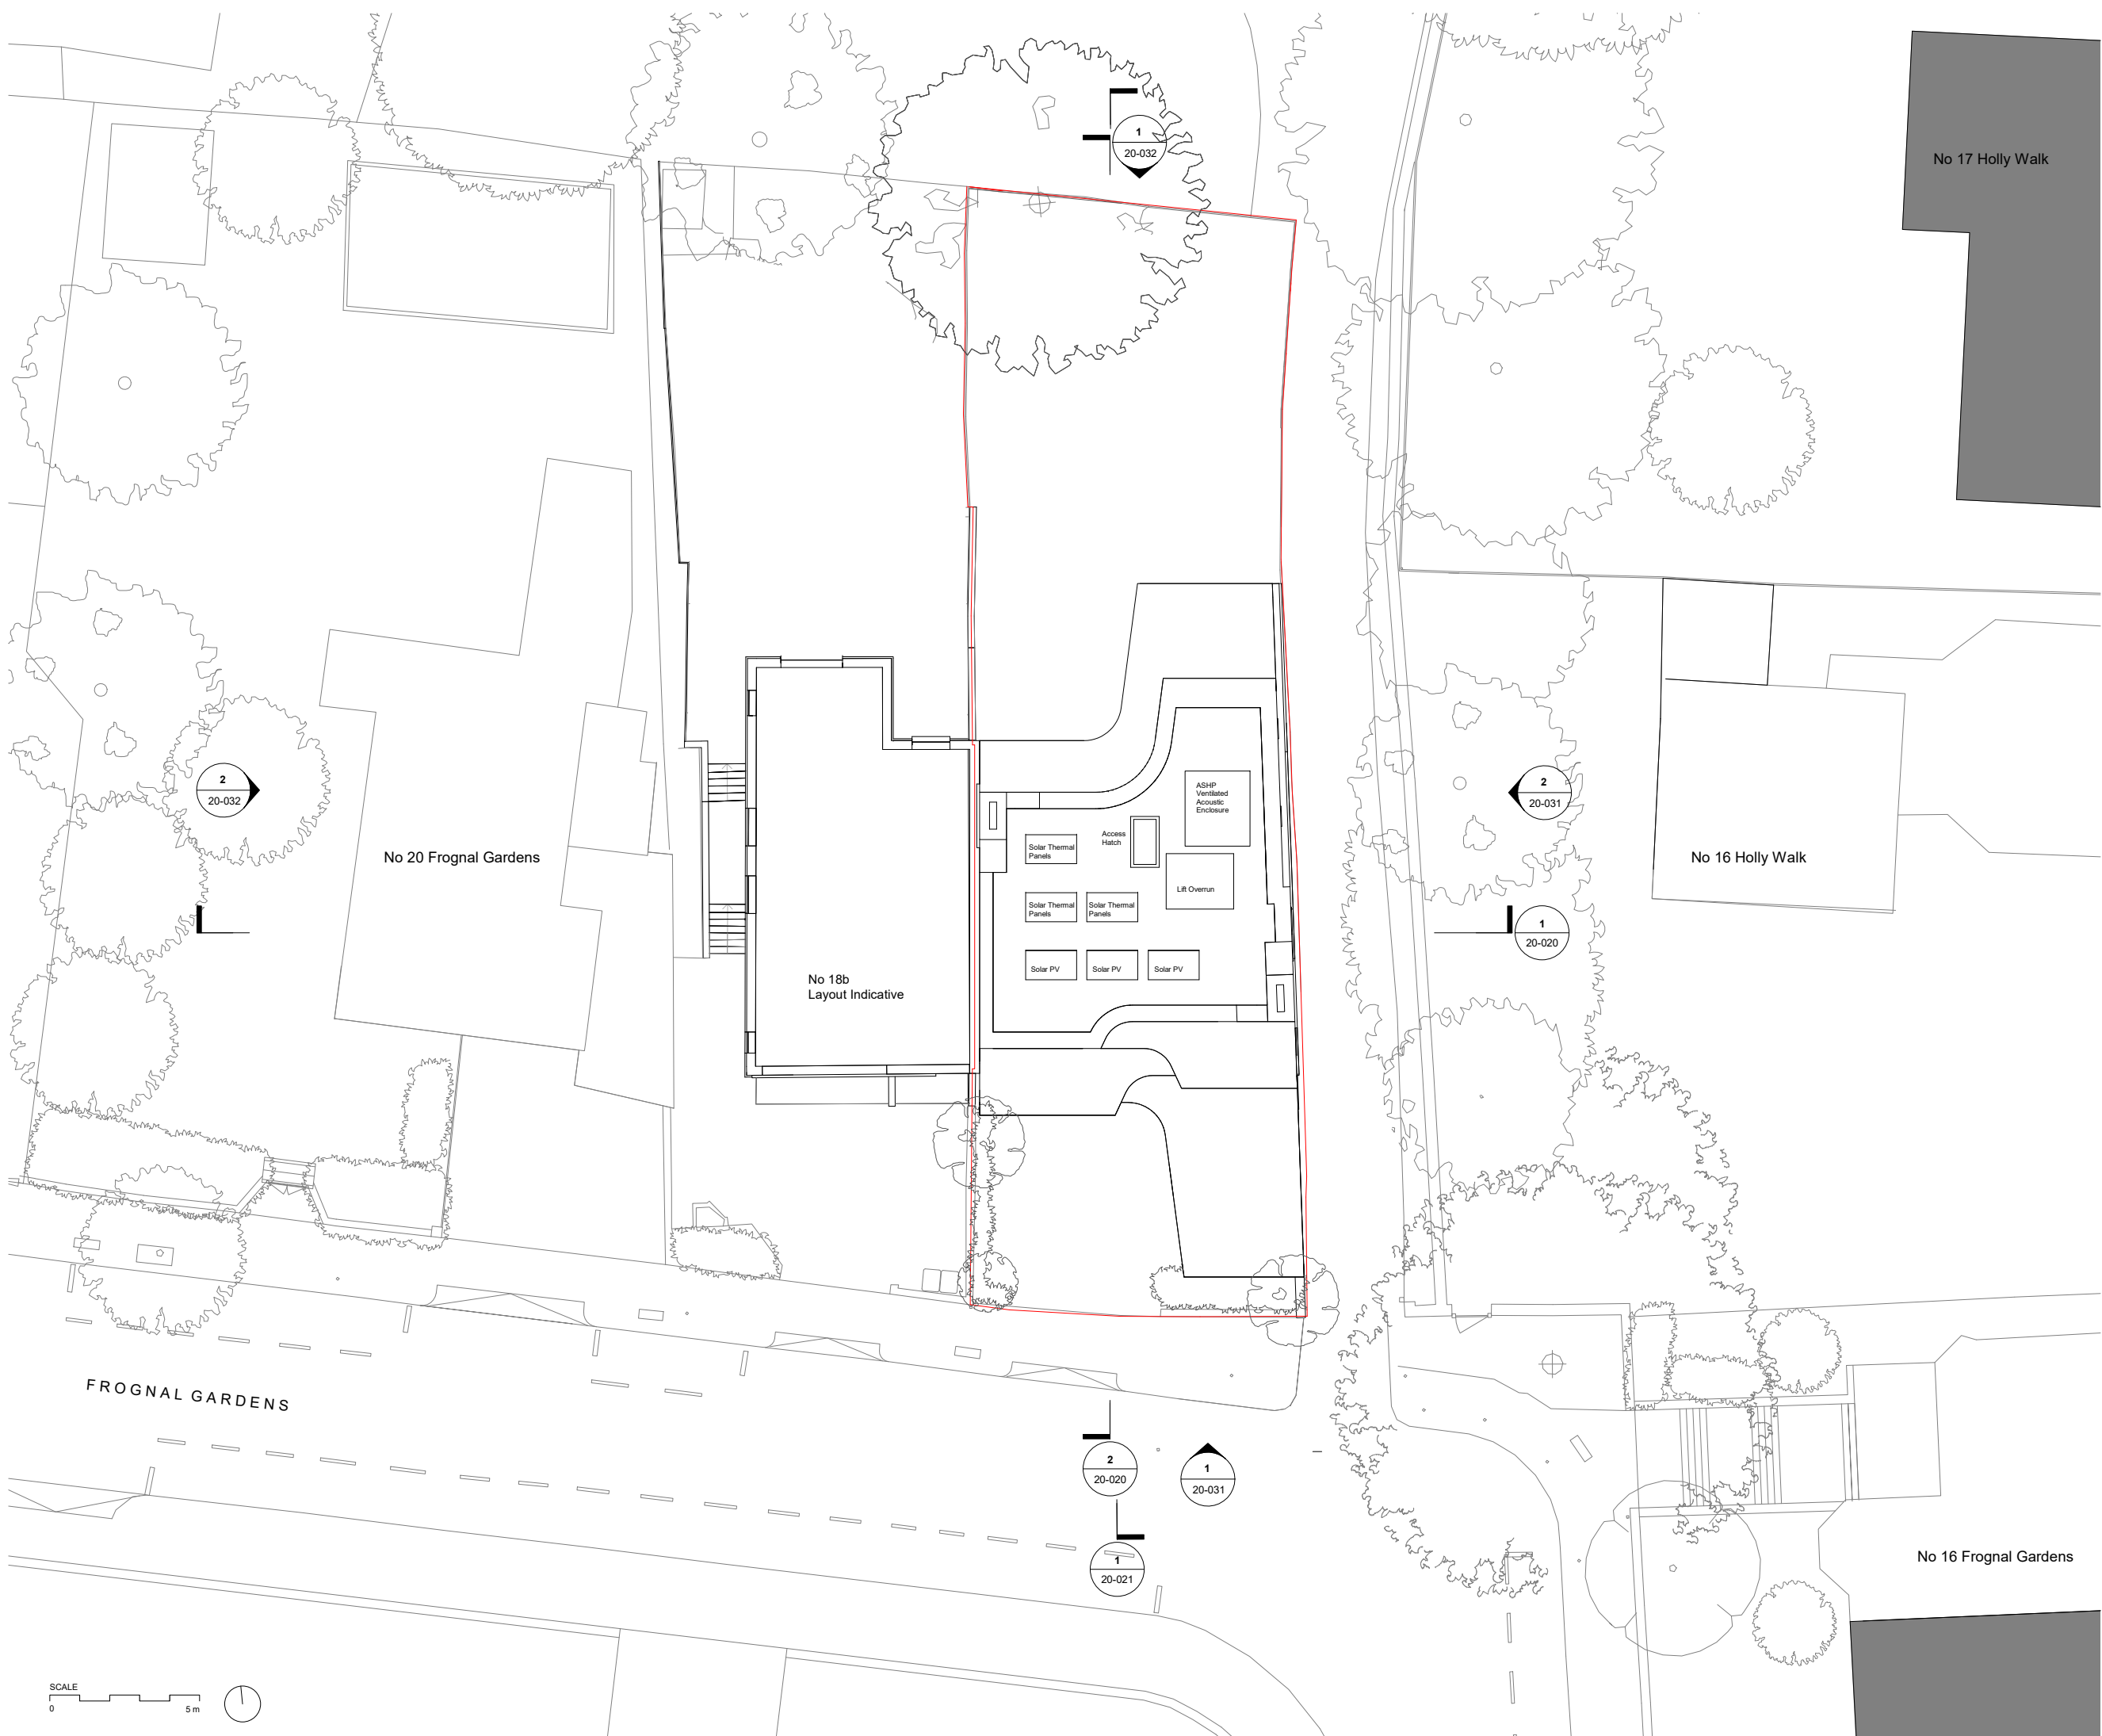 1
20-032
No 17 Holly Walk
2
20-032
No 20 Frognal Gardens
ASHP
Ventilated
Acoustic
Enclosure
Access
Hatch
Solar Thermal
Panels
Lift Overrun
Solar Thermal
Panels
Solar Thermal
Panels
Solar PV
Solar PV
Solar PV
No 18b
Layout Indicative
2
20-031
No 16 Holly Walk
1
20-020
FROGNAL GARDENS
2
20-020
1
20-031
1
20-021
No 16 Frognal Gardens
SCALE
0
5 m